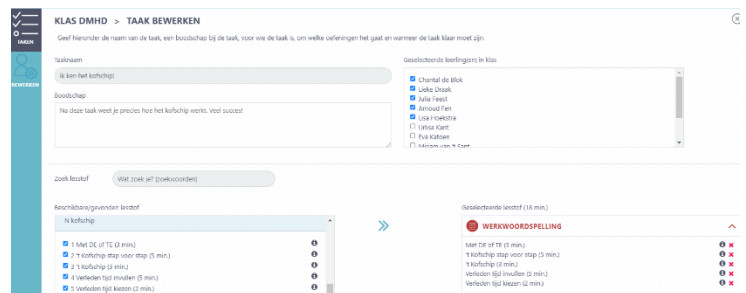 KLAS DMHD > TAAK BEWERKEN
TAKEN
Geef hieronder de naam van de taak, een boodschap bij de taak, voor wie de taak is, om welke oefeningen het gaat en wanneer de taak klaar moet zijn.
BEWERKEN
Taaknaam
Ik ken het kofschip!
Boodschap
Na deze taak weet je precies hoe het kofschip werkt. Veel succes!
Geselecteerde leerling(en) in klas
Chantal de Blok
Lieke Draak
Julia Feest
Arnoud Fen
Lisa Hoekstra
Urlisa Kant
Eva Katoen
Mirjam van 't Sant
Zoek lesstof
Wat zoek je? (zoekwoorden)
Beschikbare/gevonden lesstof
N kofschip
1 Met DE of TE (3 min.)
2 't Kofschip stap voor stap (5 min.)
3 't Kofschip (3 min.)
4 Verleden tijd invullen (5 min.)
5 Verleden tijd kiezen (2 min.)
Geselecteerde lesstof (18 min.)
WERKWOORDSPELLING
Met DE of TE (3 min.)
't Kofschip stap voor stap (5 min.)
't Kofschip (3 min.)
Verleden tijd invullen (5 min.)
Verleden tijd kiezen (2 min.)